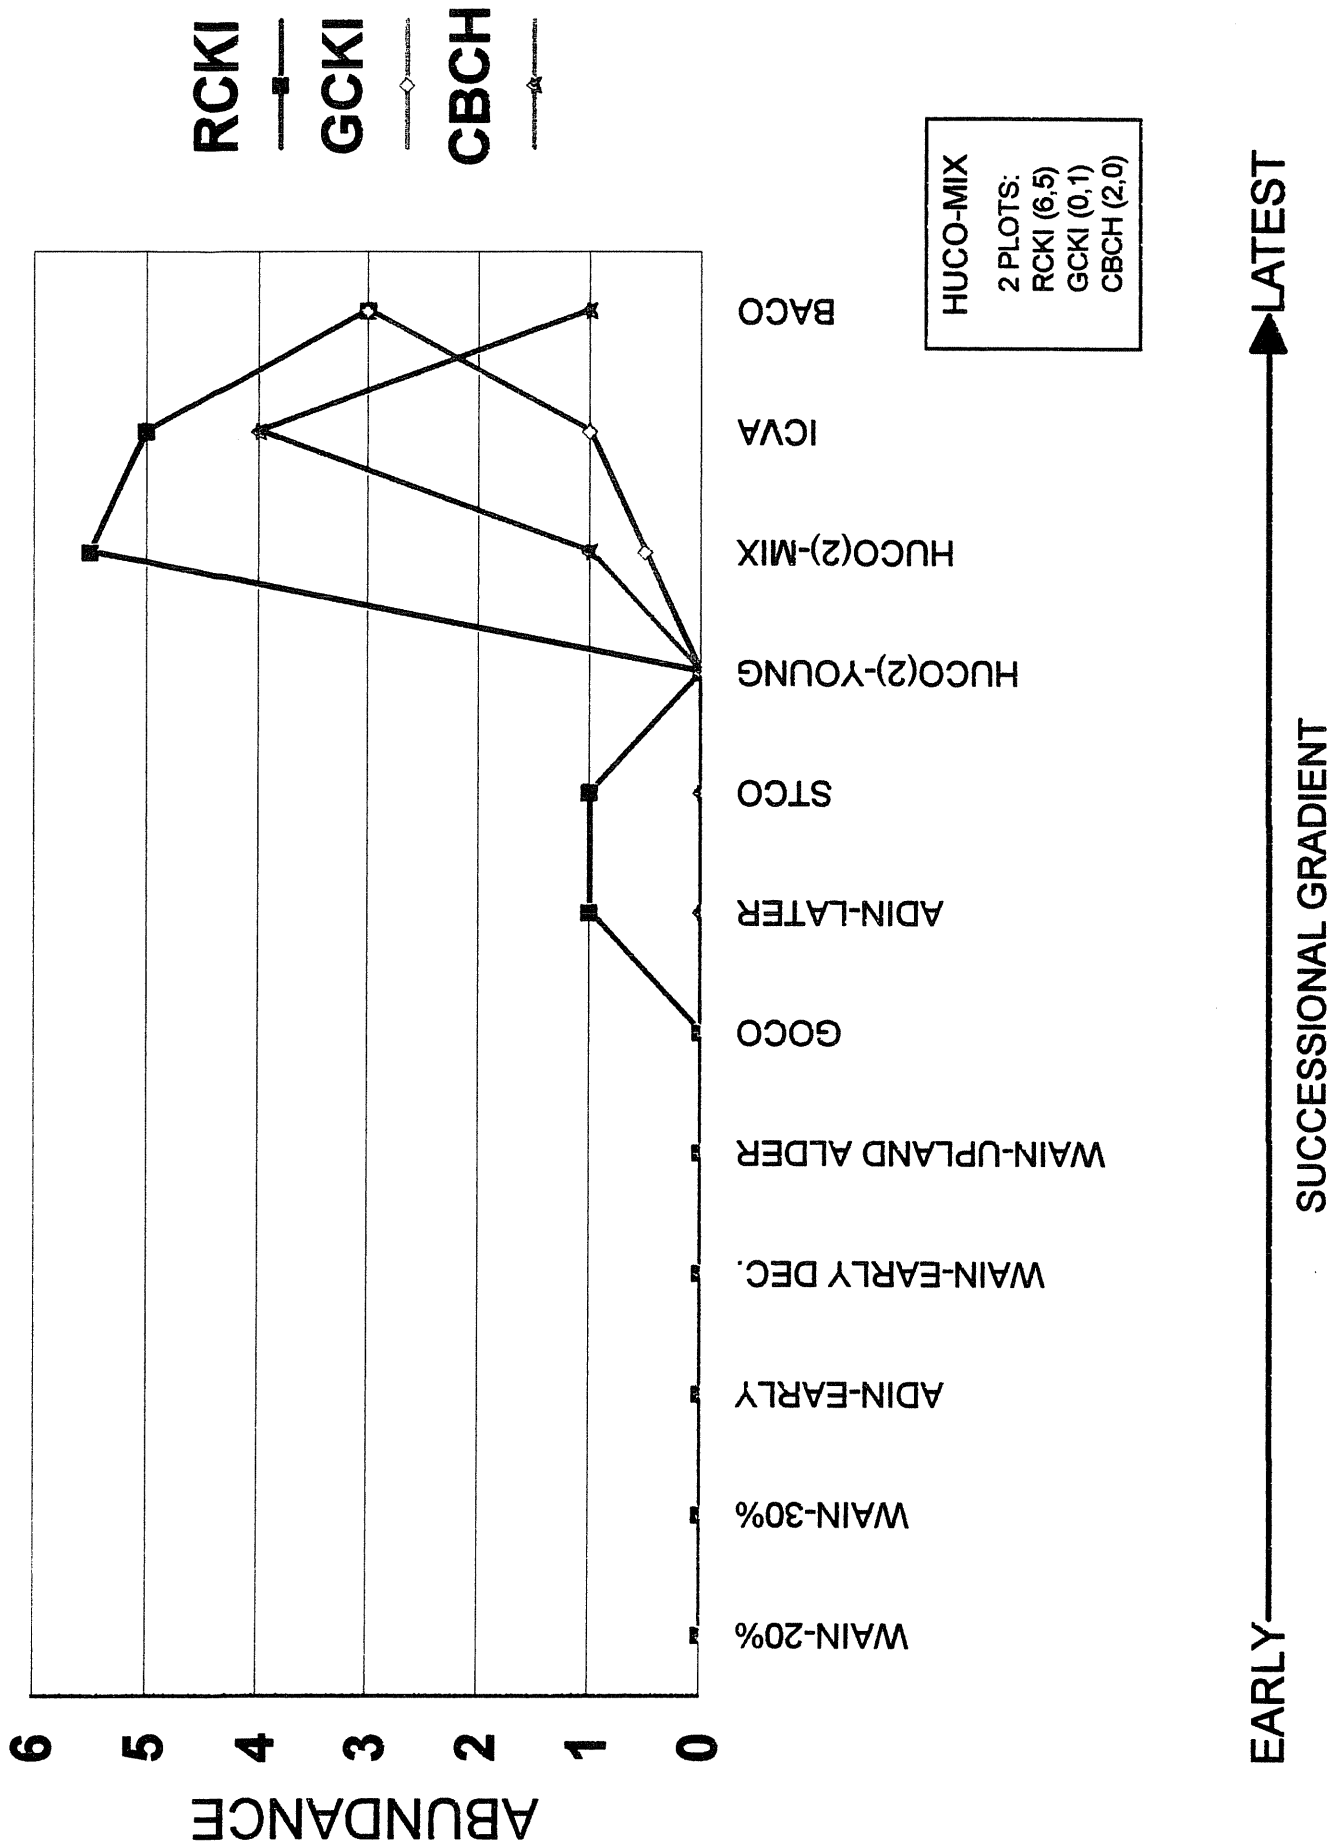 RCKI
GCKI
CBCH
ABUNDANCE
6
5
4
3
2
1
0
WAIN-20%
WAIN-30%
ADIN-EARLY
WAIN-EARLY DEC.
WAIN-UPLAND ALDER
GOCO
ADIN-LATER
STCO
HUCO(2)-YOUNG
HUCO(2)-MIX
ICVA
BACO
HUCO-MIX
2 PLOTS:
RCKI (6,5)
GCKI (0,1)
CBCH (2,0)
EARLY
LATEST
SUCCESSIONAL GRADIENT